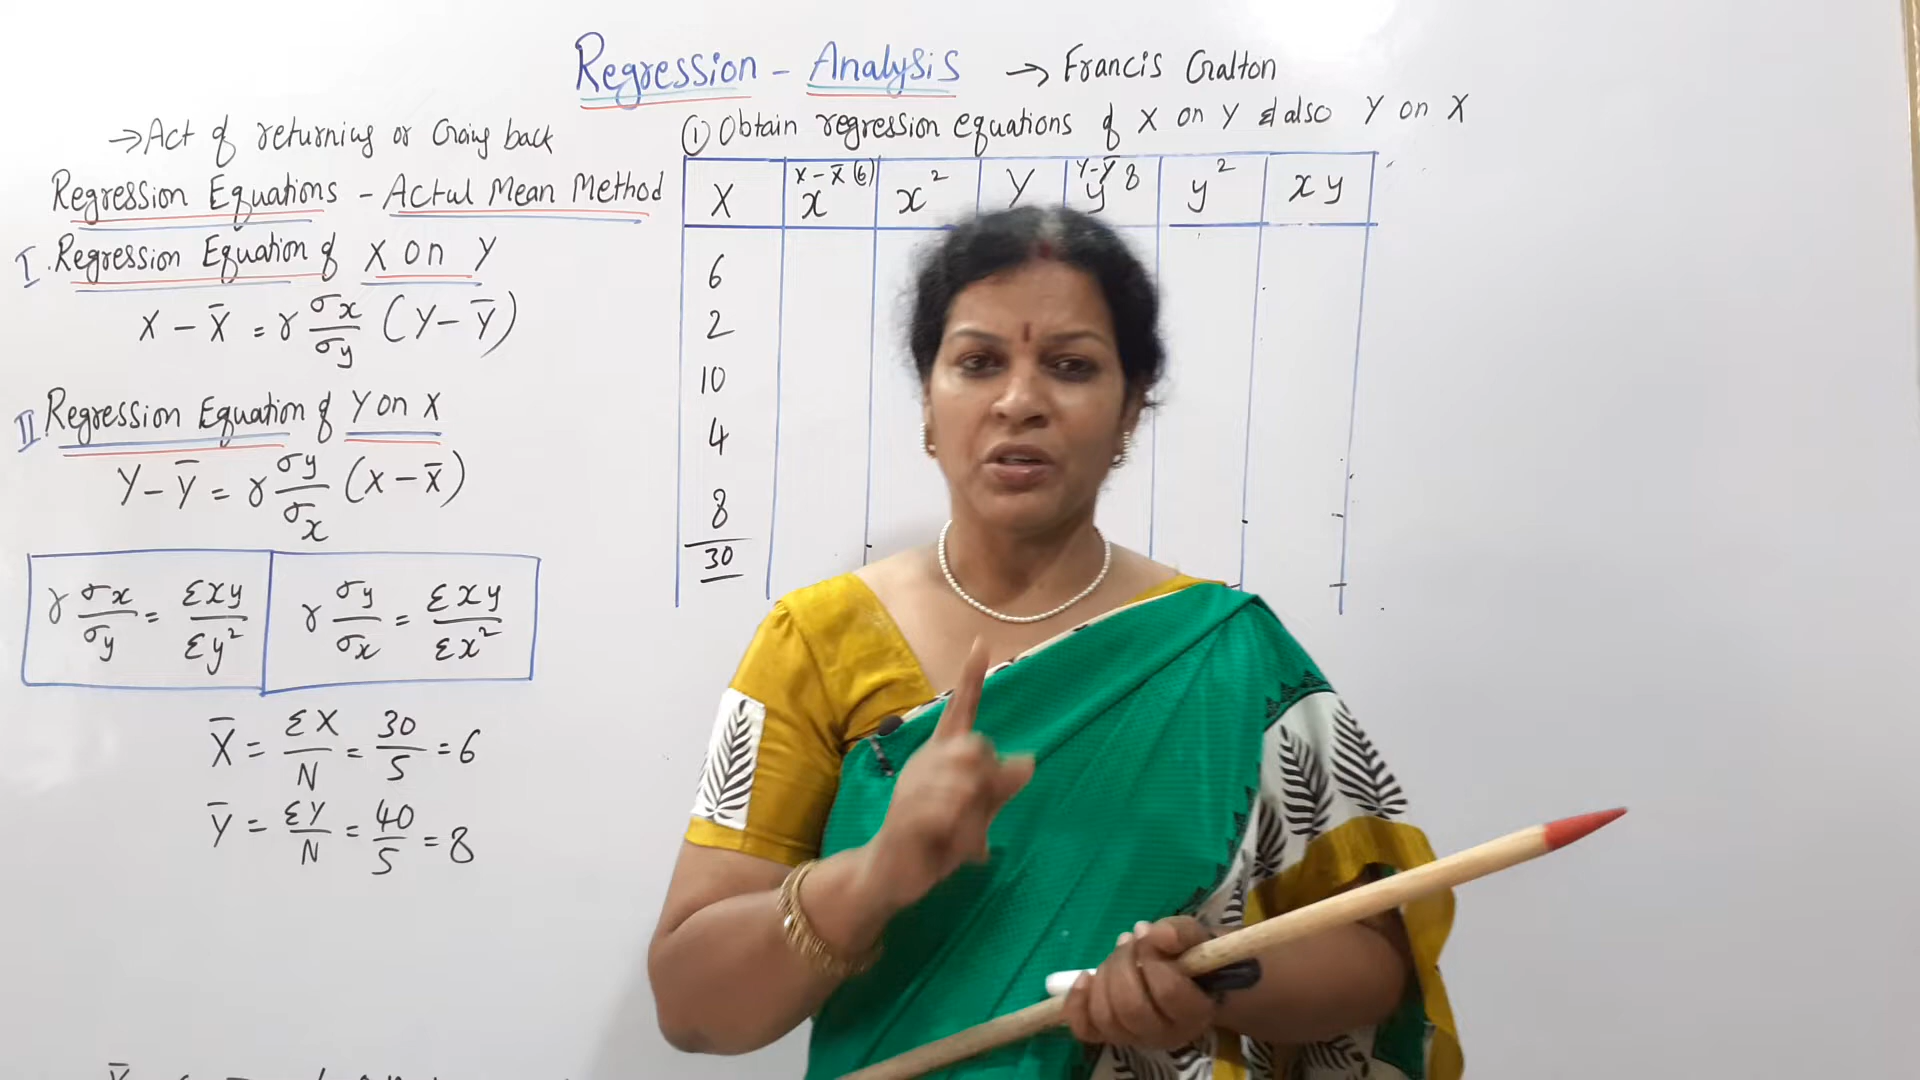 Regression - Analysis → Francis Gralton
→ Act of returning or Going back
Regression Equations - Actul Mean Method
I. Regression Equation of X on Y
X - X̄ = r σx/σy (Y - Ȳ)
II. Regression Equation of Y on X
Y - Ȳ = r σy/σx (X - X̄)
r σx/σy = Σxy/Σy²
r σy/σx = Σxy/Σx²
X̄ = ΣX/N = 30/5 = 6
Ȳ = ΣY/N = 40/5 = 8
① Obtain regression equations of X on Y & also Y on X
X | X - X̄ (6) x | x² | Y | Y - Ȳ 8 y | y² | xy
6
2
10
4
8
30